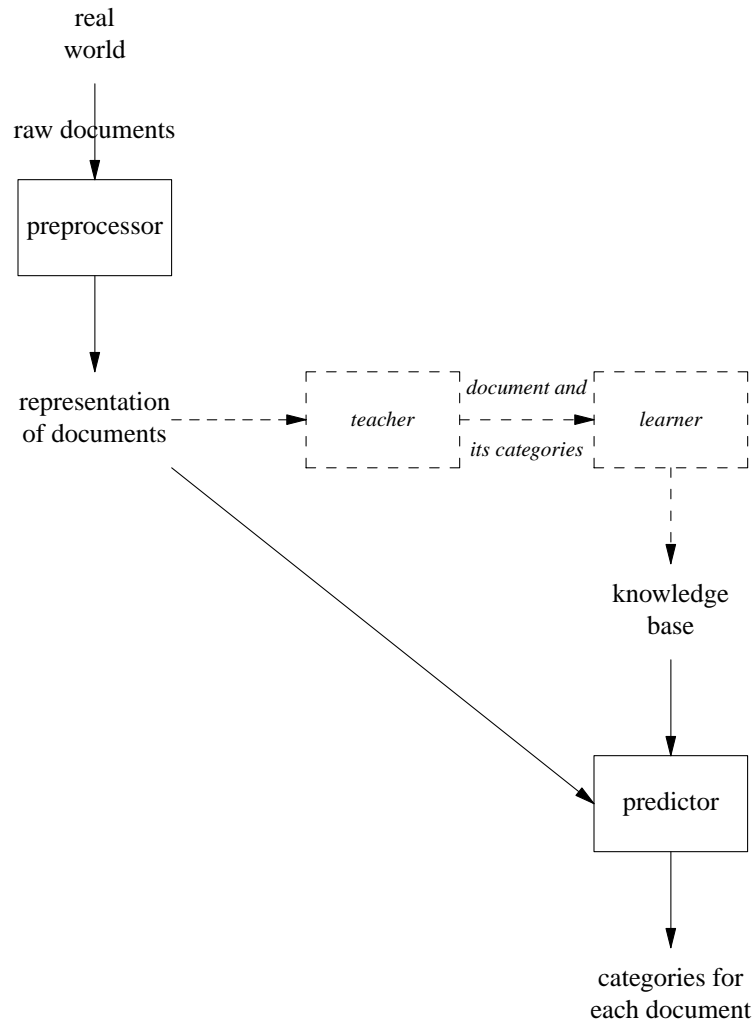 real
world
raw documents
preprocessor
representation
of documents
teacher
document and
its categories
learner
knowledge
base
predictor
categories for
each document